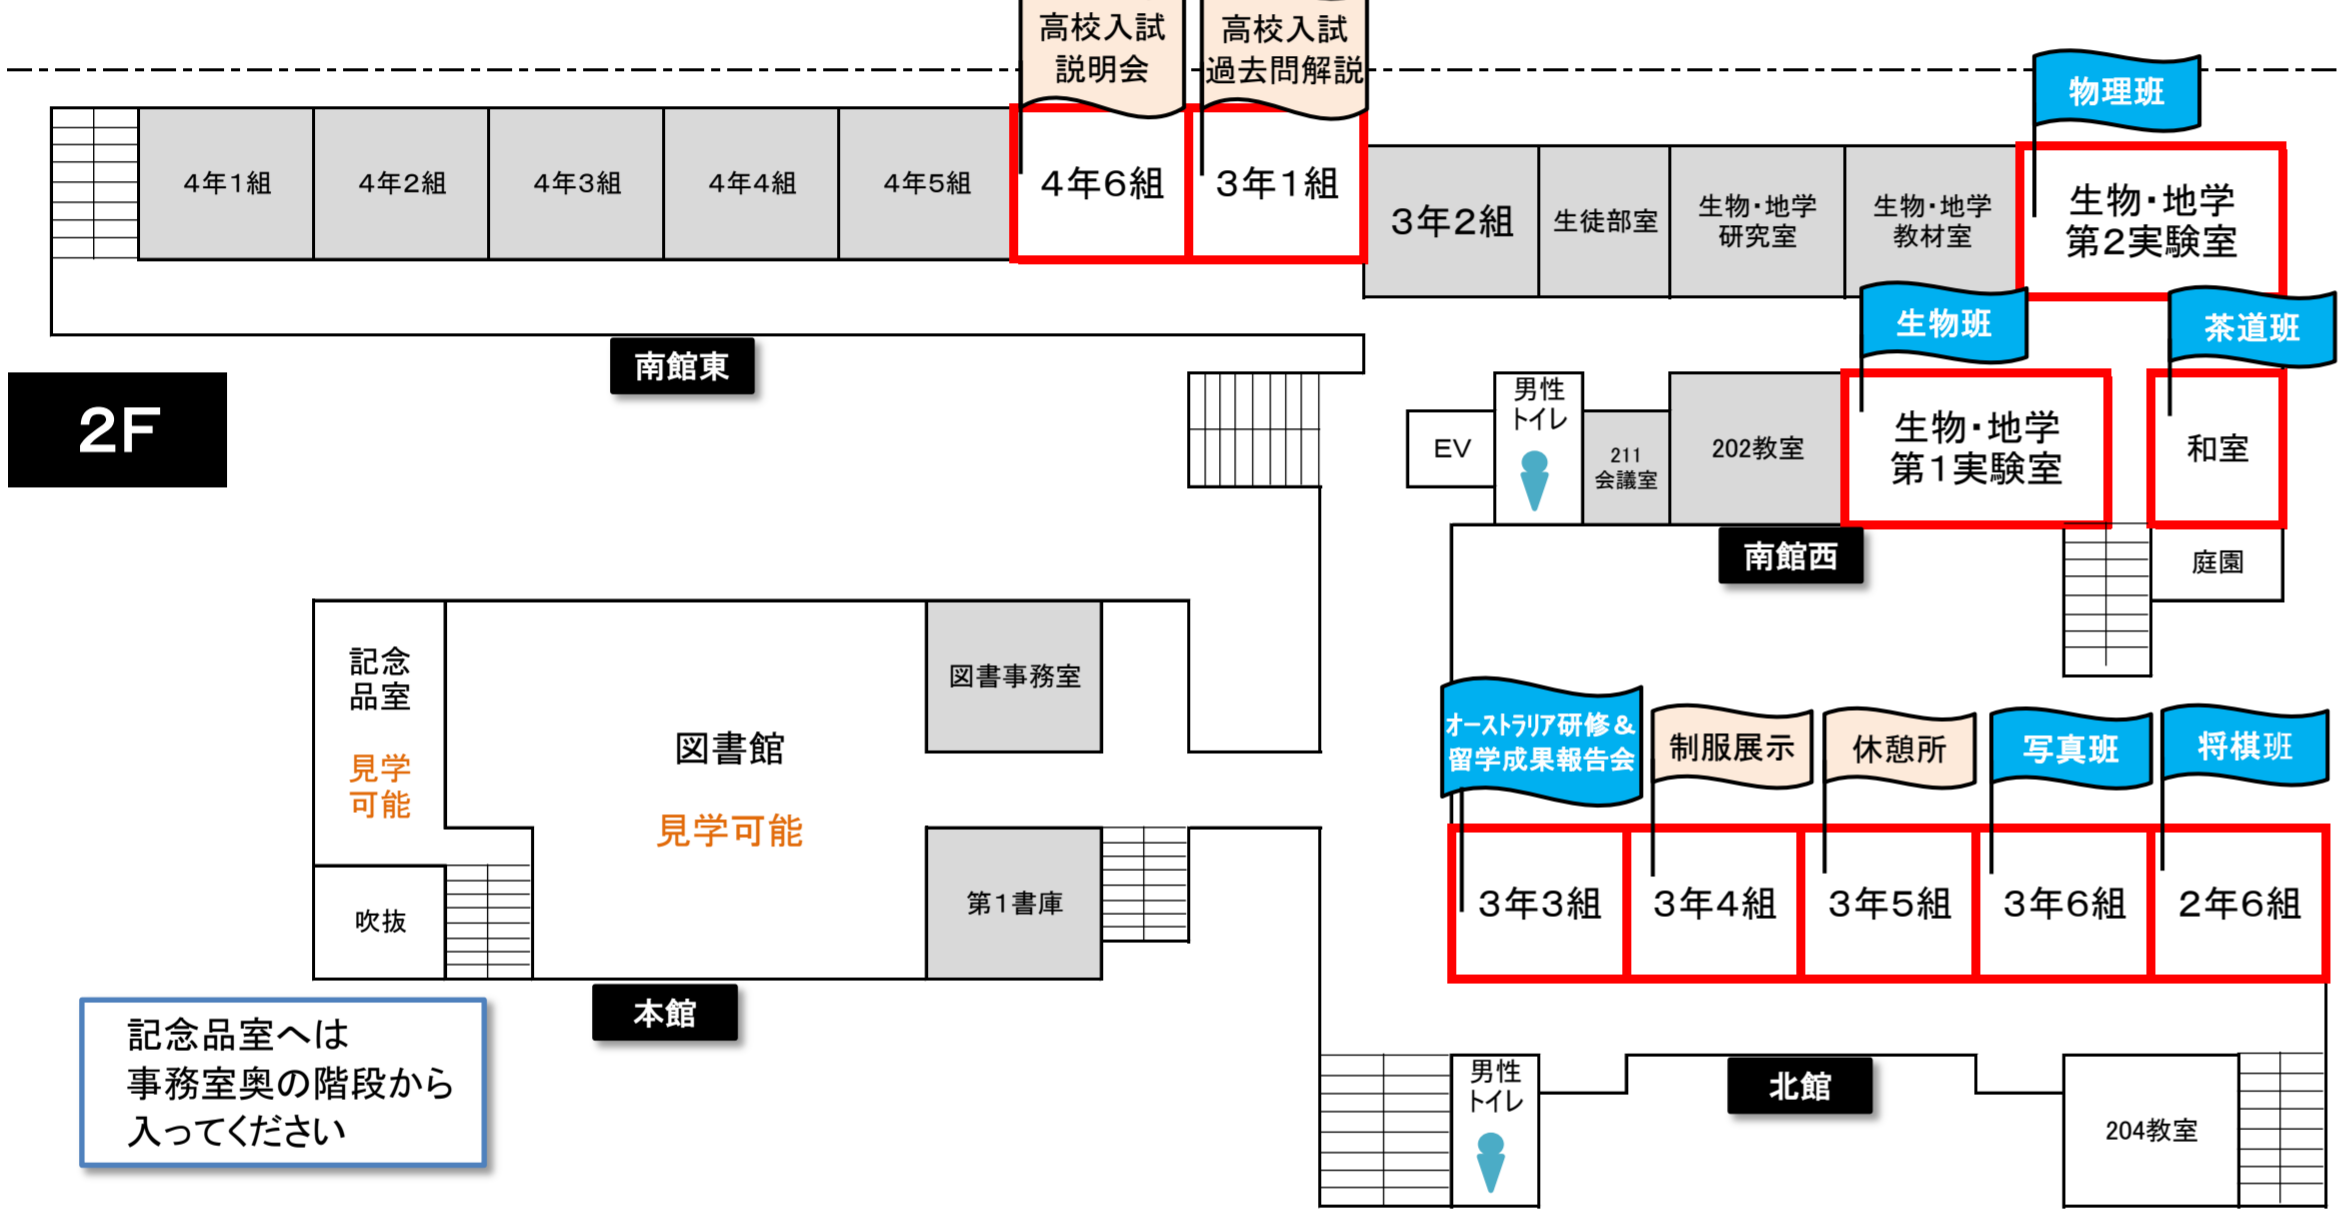 高校入試
説明会
高校入試
過去問解説
物理班
4年1組
4年2組
4年3組
4年4組
4年5組
4年6組
3年1組
3年2組
生徒部室
生物・地学
研究室
生物・地学
教材室
生物・地学
第2実験室
南館東
生物班
茶道班
2F
EV
男性
トイレ
211
会議室
202教室
生物・地学
第1実験室
和室
南館西
庭園
記念
品室
見学
可能
図書館
見学可能
図書事務室
オーストラリア研修&
留学成果報告会
制服展示
休憩所
写真班
将棋班
吹抜
第1書庫
3年3組
3年4組
3年5組
3年6組
2年6組
本館
記念品室へは
事務室奥の階段から
入ってください
男性
トイレ
北館
204教室